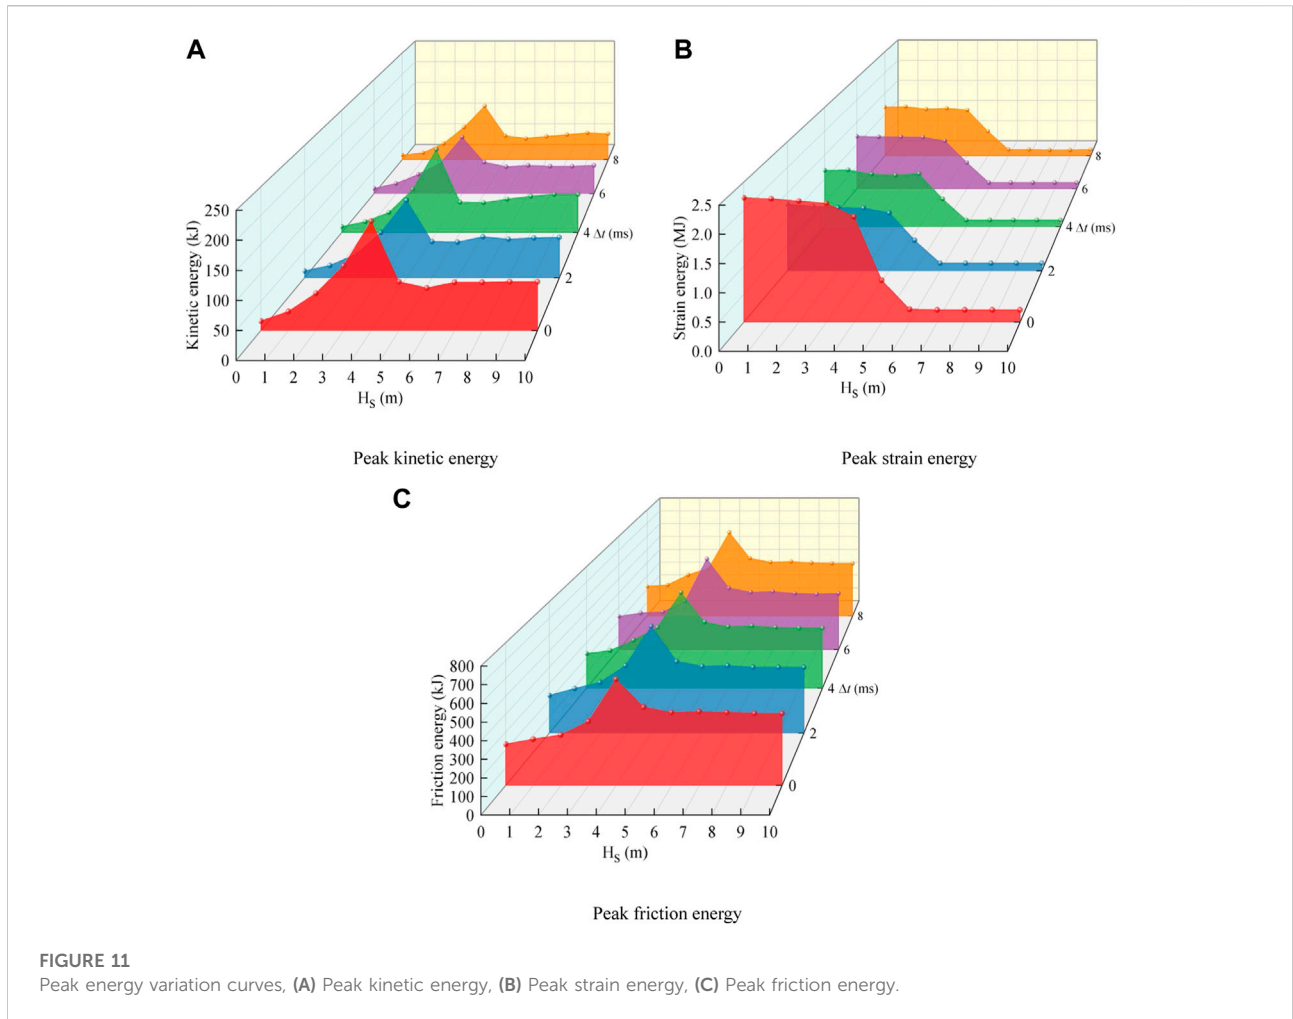 A
B
250
200
150
100
50
0
Kinetic energy (kJ)
0 1 2 3 4 5 6 7 8 9 10
H_S (m)
0
2
4 Δt (ms)
6
8
2.5
2.0
1.5
1.0
0.5
0.0
Strain energy (MJ)
0 1 2 3 4 5 6 7 8 9 10
H_S (m)
0
2
4 Δt (ms)
6
8
Peak kinetic energy
Peak strain energy
C
800
700
600
500
400
300
200
100
0
Friction energy (kJ)
0 1 2 3 4 5 6 7 8 9 10
H_S (m)
0
2
4 Δt (ms)
6
8
Peak friction energy
FIGURE 11
Peak energy variation curves, (A) Peak kinetic energy, (B) Peak strain energy, (C) Peak friction energy.